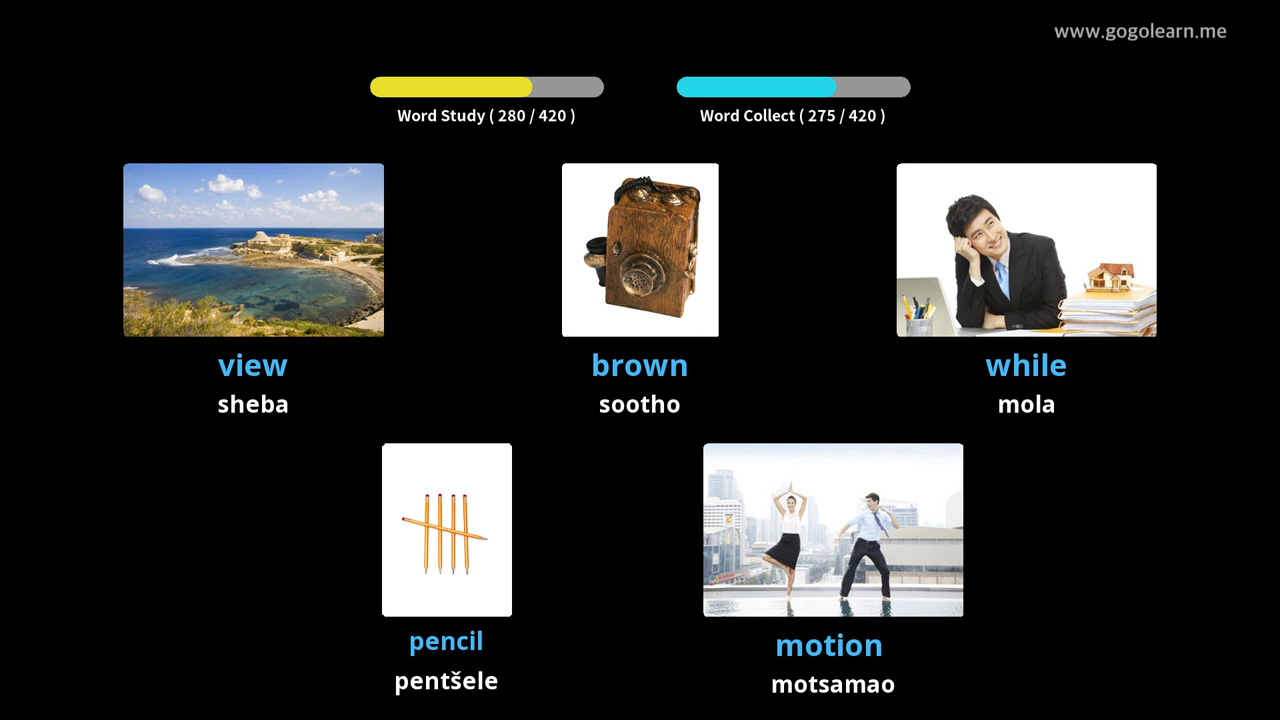 www.gogolearn.me
Word Study ( 280 / 420 )
Word Collect ( 275 / 420 )
view
sheba
brown
sootho
while
mola
pencil
pentšele
motion
motsamao